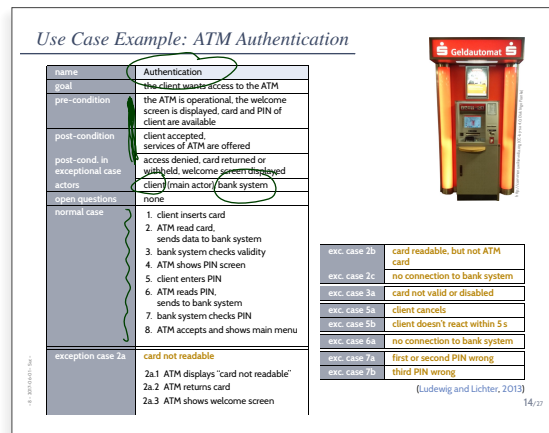 Use Case Example: ATM Authentication
name Authentication
goal the client wants access to the ATM
pre-condition the ATM is operational, the welcome
screen is displayed, card and PIN of
client are available
post-condition client accepted,
services of ATM are offered
post-cond. in access denied, card returned or
exceptional case withheld, welcome screen displayed
actors client (main actor), bank system
open questions none
normal case 1. client inserts card
2. ATM read card,
sends data to bank system
3. bank system checks validity
4. ATM shows PIN screen
5. client enters PIN
6. ATM reads PIN,
sends to bank system
7. bank system checks PIN
8. ATM accepts and shows main menu
exception case 2a card not readable
2a.1 ATM displays "card not readable"
2a.2 ATM returns card
2a.3 ATM shows welcome screen
Geldautomat
exc. case 2b card readable, but not ATM
card
exc. case 2c no connection to bank system
exc. case 3a card not valid or disabled
exc. case 5a client cancels
exc. case 5b client doesn't react within 5 s
exc. case 6a no connection to bank system
exc. case 7a first or second PIN wrong
exc. case 7b third PIN wrong
(Ludewig and Lichter, 2013)
14/27